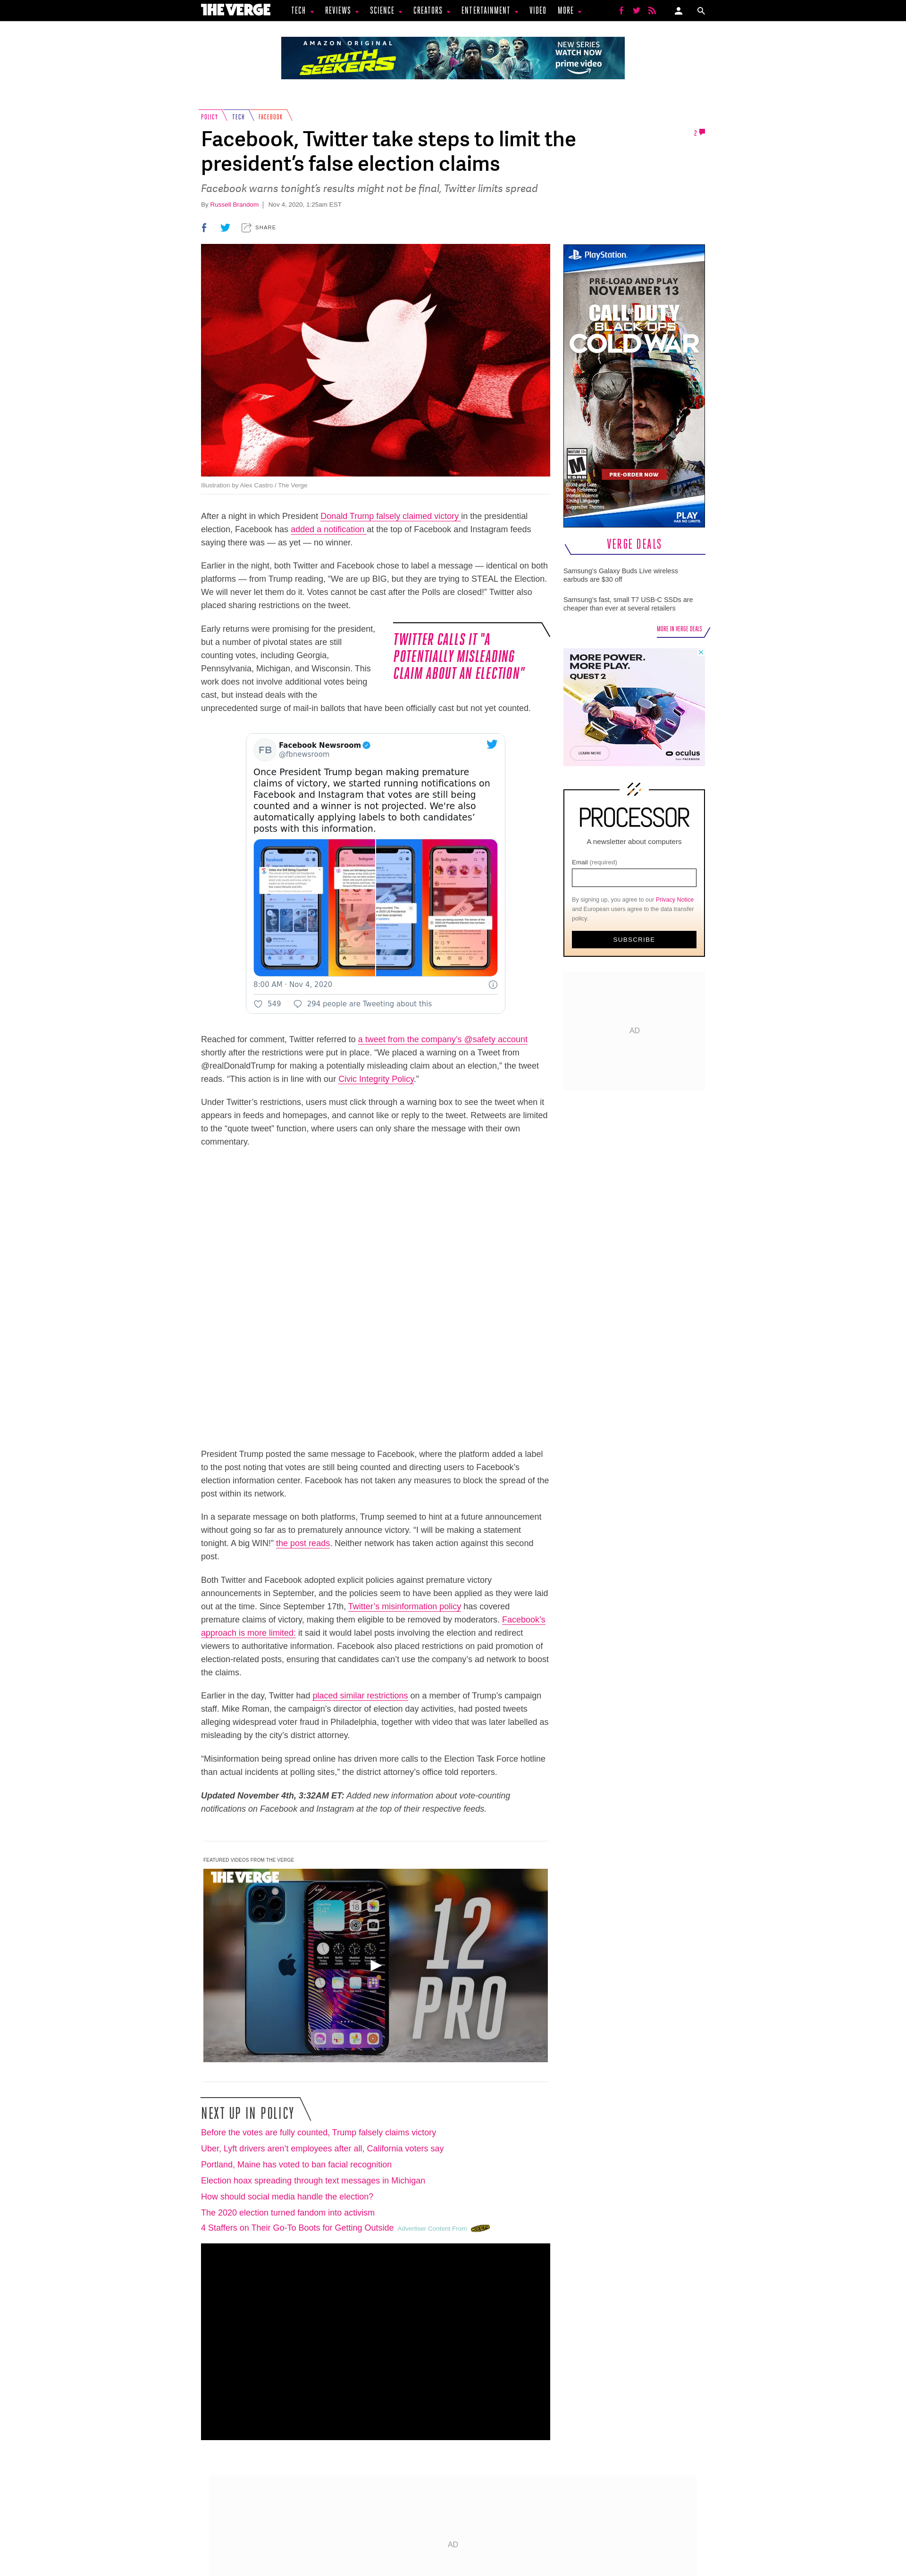 THE VERGE
TECH
REVIEWS
SCIENCE
CREATORS
ENTERTAINMENT
VIDEO
MORE
AMAZON ORIGINAL
TRUTH SEEKERS
NEW SERIES
WATCH NOW
prime video
POLICY
TECH
FACEBOOK
Facebook, Twitter take steps to limit the
president’s false election claims
2
Facebook warns tonight’s results might not be final, Twitter limits spread
By Russell Brandom | Nov 4, 2020, 1:25am EST
SHARE
Illustration by Alex Castro / The Verge
After a night in which President Donald Trump falsely claimed victory in the presidential
election, Facebook has added a notification at the top of Facebook and Instagram feeds
saying there was — as yet — no winner.
Earlier in the night, both Twitter and Facebook chose to label a message — identical on both
platforms — from Trump reading, “We are up BIG, but they are trying to STEAL the Election.
We will never let them do it. Votes cannot be cast after the Polls are closed!” Twitter also
placed sharing restrictions on the tweet.
Early returns were promising for the president,
but a number of pivotal states are still
counting votes, including Georgia,
Pennsylvania, Michigan, and Wisconsin. This
work does not involve additional votes being
cast, but instead deals with the
unprecedented surge of mail-in ballots that have been officially cast but not yet counted.
TWITTER CALLS IT "A
POTENTIALLY MISLEADING
CLAIM ABOUT AN ELECTION"
FB
Facebook Newsroom
@fbnewsroom
Once President Trump began making premature
claims of victory, we started running notifications on
Facebook and Instagram that votes are still being
counted and a winner is not projected. We're also
automatically applying labels to both candidates’
posts with this information.
8:00 AM · Nov 4, 2020
549
294 people are Tweeting about this
Reached for comment, Twitter referred to a tweet from the company’s @safety account
shortly after the restrictions were put in place. “We placed a warning on a Tweet from
@realDonaldTrump for making a potentially misleading claim about an election,” the tweet
reads. “This action is in line with our Civic Integrity Policy.”
Under Twitter’s restrictions, users must click through a warning box to see the tweet when it
appears in feeds and homepages, and cannot like or reply to the tweet. Retweets are limited
to the “quote tweet” function, where users can only share the message with their own
commentary.
President Trump posted the same message to Facebook, where the platform added a label
to the post noting that votes are still being counted and directing users to Facebook’s
election information center. Facebook has not taken any measures to block the spread of the
post within its network.
In a separate message on both platforms, Trump seemed to hint at a future announcement
without going so far as to prematurely announce victory. “I will be making a statement
tonight. A big WIN!” the post reads. Neither network has taken action against this second
post.
Both Twitter and Facebook adopted explicit policies against premature victory
announcements in September, and the policies seem to have been applied as they were laid
out at the time. Since September 17th, Twitter’s misinformation policy has covered
premature claims of victory, making them eligible to be removed by moderators. Facebook’s
approach is more limited; it said it would label posts involving the election and redirect
viewers to authoritative information. Facebook also placed restrictions on paid promotion of
election-related posts, ensuring that candidates can’t use the company’s ad network to boost
the claims.
Earlier in the day, Twitter had placed similar restrictions on a member of Trump’s campaign
staff. Mike Roman, the campaign’s director of election day activities, had posted tweets
alleging widespread voter fraud in Philadelphia, together with video that was later labelled as
misleading by the city’s district attorney.
“Misinformation being spread online has driven more calls to the Election Task Force hotline
than actual incidents at polling sites,” the district attorney’s office told reporters.
Updated November 4th, 3:32AM ET: Added new information about vote-counting
notifications on Facebook and Instagram at the top of their respective feeds.
FEATURED VIDEOS FROM THE VERGE
THE VERGE
12
PRO
NEXT UP IN POLICY
Before the votes are fully counted, Trump falsely claims victory
Uber, Lyft drivers aren’t employees after all, California voters say
Portland, Maine has voted to ban facial recognition
Election hoax spreading through text messages in Michigan
How should social media handle the election?
The 2020 election turned fandom into activism
4 Staffers on Their Go-To Boots for Getting Outside Advertiser Content From
AD
PlayStation
PRE-LOAD AND PLAY
NOVEMBER 13
CALL OF DUTY
BLACK OPS
COLD WAR
MATURE 17+
M
ESRB
PRE-ORDER NOW
Blood and Gore
Drug Reference
Intense Violence
Strong Language
Suggestive Themes
PLAY
HAS NO LIMITS
VERGE DEALS
Samsung’s Galaxy Buds Live wireless
earbuds are $30 off
Samsung’s fast, small T7 USB-C SSDs are
cheaper than ever at several retailers
MORE IN VERGE DEALS
MORE POWER.
MORE PLAY.
QUEST 2
LEARN MORE
oculus
from FACEBOOK
PROCESSOR
A newsletter about computers
Email (required)
By signing up, you agree to our Privacy Notice
and European users agree to the data transfer
policy.
SUBSCRIBE
AD